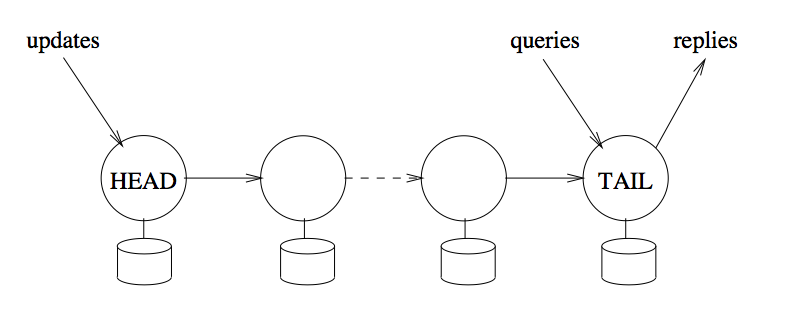 updates
queries
replies
HEAD
TAIL